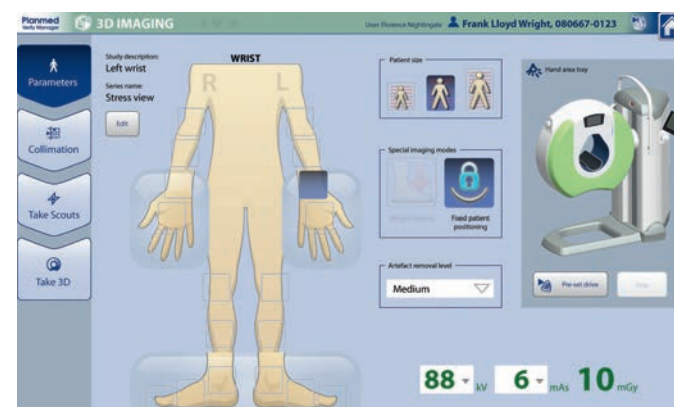 Planmed
Verity Manager
3D IMAGING
User Florence Nightingale
Frank Lloyd Wright, 080667-0123
Parameters
Collimation
Take Scouts
Take 3D
Study description:
Left wrist
Series name:
Stress view
Edit
WRIST
R
L
Patient size
Special imaging modes
Fixed patient
positioning
Artefact removal level
Medium
Hand area tray
Pre-set drive
88 kV
6 mAs
10 mGy